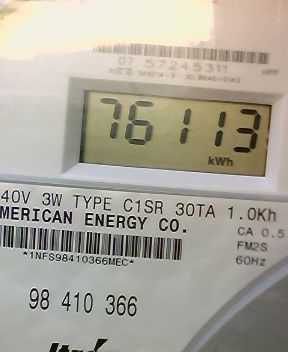 07 57245311
76113
kWh
40V 3W TYPE C1SR 30TA 1.0Kh
MERICAN ENERGY CO.
CA 0.5
FM2S
60Hz
*1NFS98410366MEC*
98 410 366